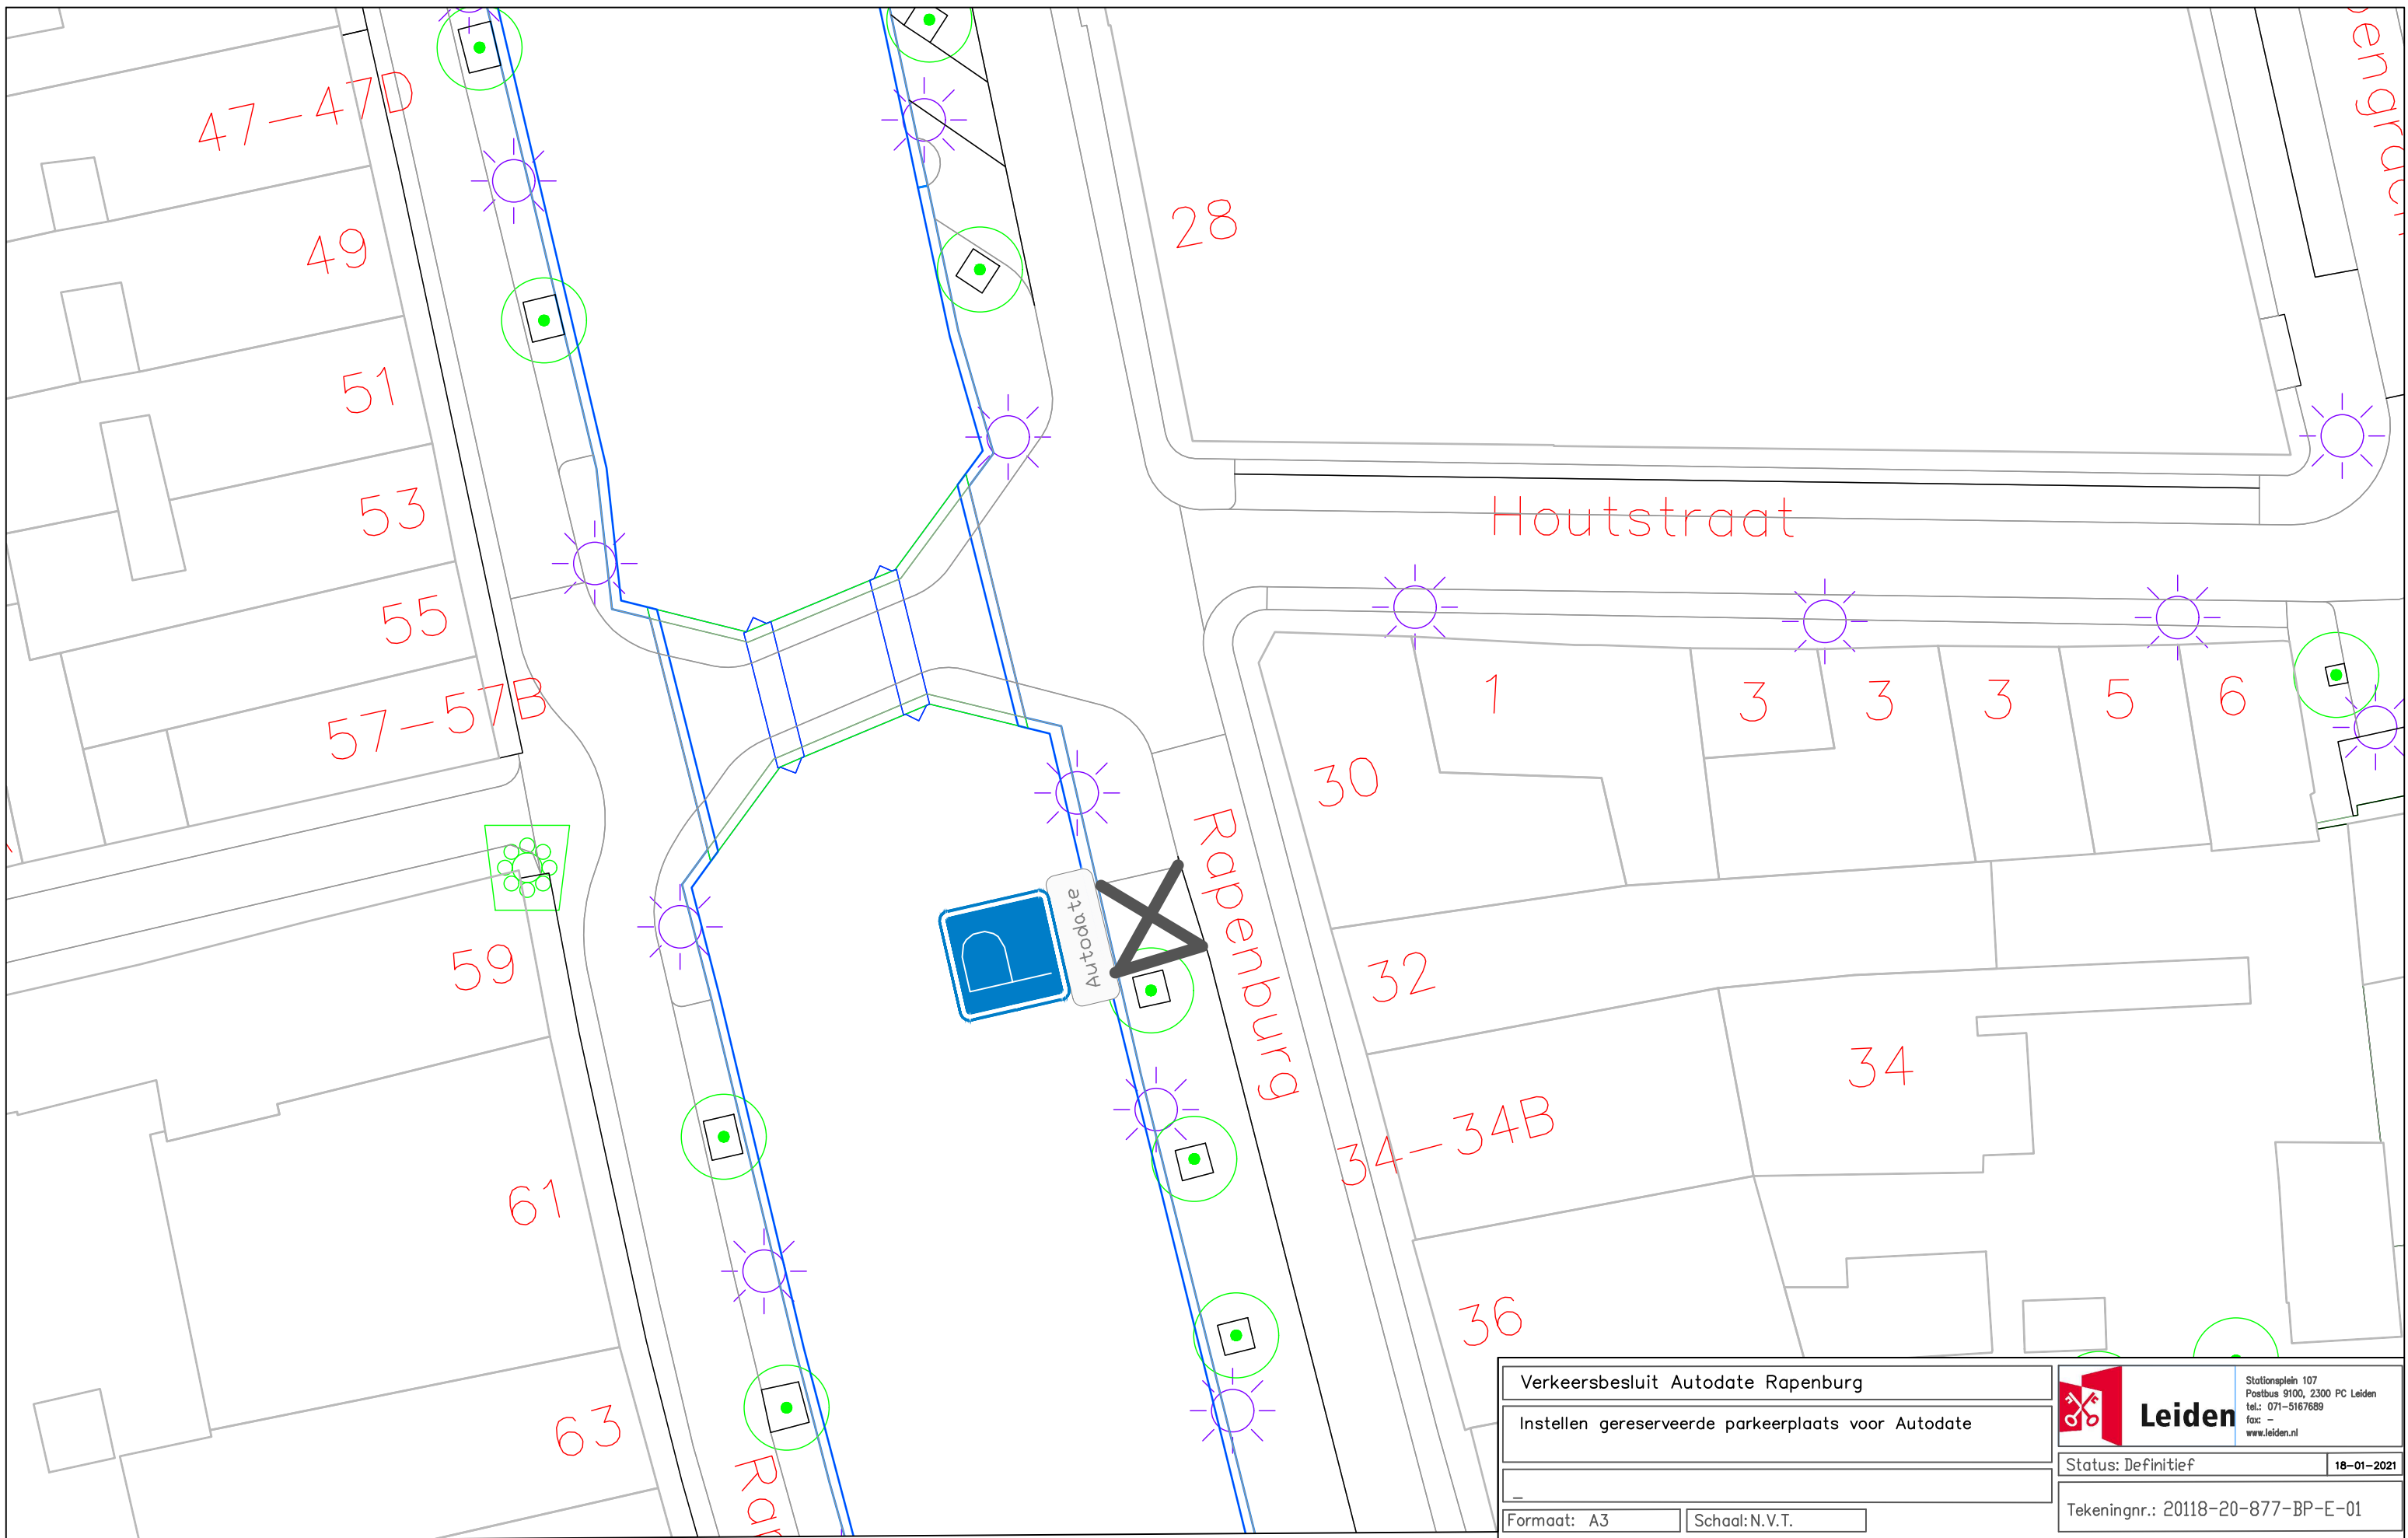 47-47D
49
51
53
55
57-57B
59
61
63
28
Houtstraat
1
3
3
3
5
6
30
32
34-34B
34
36
Rapenburg
Autodate
P
Verkeersbesluit Autodate Rapenburg
Instellen gereserveerde parkeerplaats voor Autodate
_
Formaat: A3
Schaal: N.V.T.
Leiden
Stationsplein 107
Postbus 9100, 2300 PC Leiden
tel.: 071-5167689
fax: -
www.leiden.nl
Status: Definitief
18-01-2021
Tekeningnr.: 20118-20-877-BP-E-01